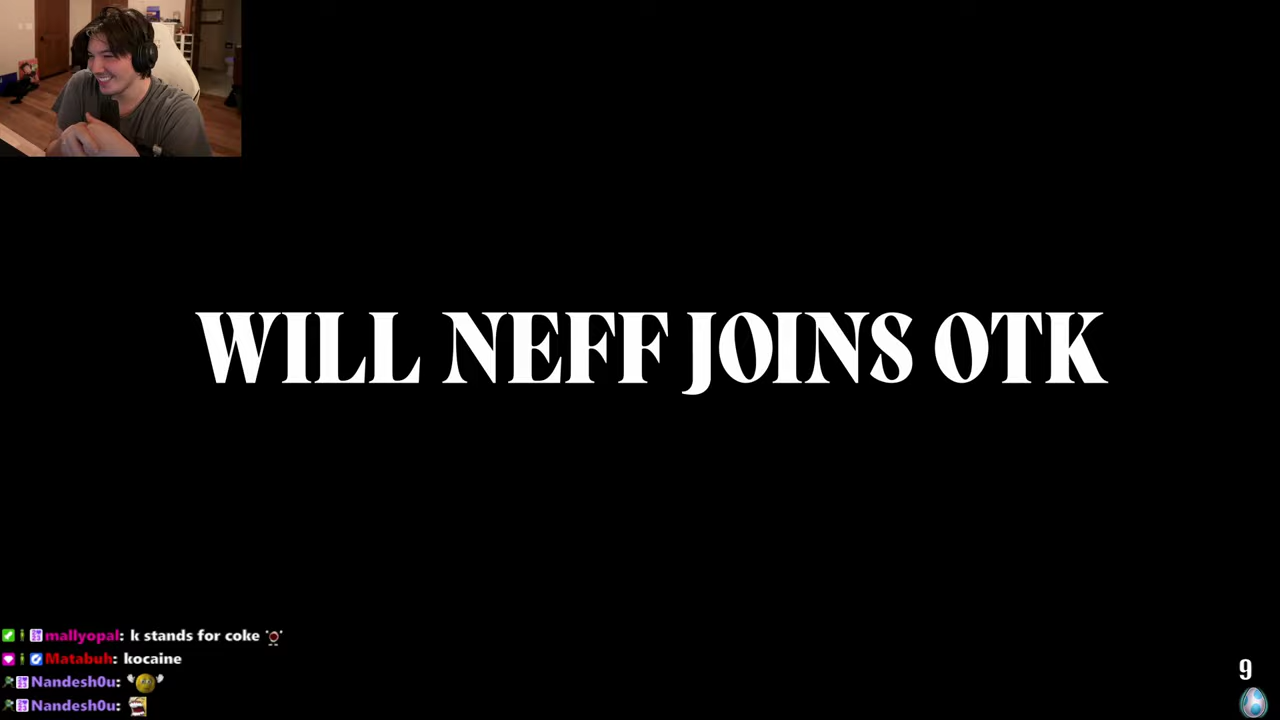 WILL NEFF JOINS OTK
mallyopal: k stands for coke
Matabuh: kocaine
Nandesh0u:
Nandesh0u:
9